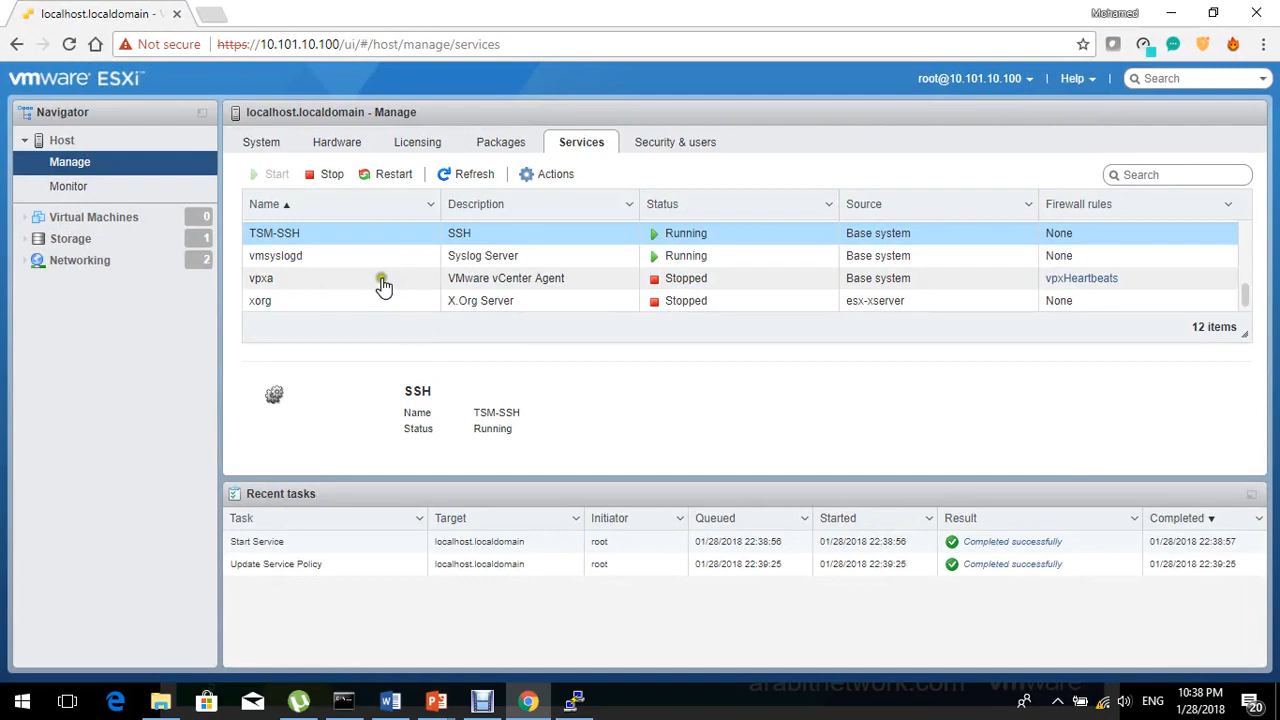 localhost.localdomain -
Mohamed
Not secure https://10.101.10.100/ui/#/host/manage/services
vmware ESXi
root@10.101.10.100 Help Search
Navigator
localhost.localdomain - Manage
Host
Manage
Monitor
Virtual Machines 0
Storage 1
Networking 2
System Hardware Licensing Packages Services Security & users
Start Stop Restart Refresh Actions Search
Name Description Status Source Firewall rules
TSM-SSH SSH Running Base system None
vmsyslogd Syslog Server Running Base system None
vpxa VMware vCenter Agent Stopped Base system vpxHeartbeats
xorg X.Org Server Stopped esx-xserver None
12 items
SSH
Name TSM-SSH
Status Running
Recent tasks
Task Target Initiator Queued Started Result Completed
Start Service localhost.localdomain root 01/28/2018 22:38:56 01/28/2018 22:38:56 Completed successfully 01/28/2018 22:38:57
Update Service Policy localhost.localdomain root 01/28/2018 22:39:25 01/28/2018 22:39:25 Completed successfully 01/28/2018 22:39:25
arabitnetwork.com vmware
ENG
10:38 PM
1/28/2018
20